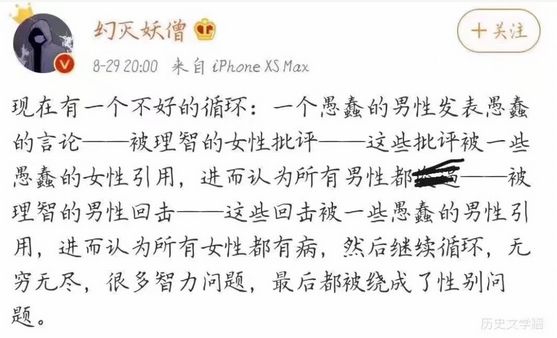 幻灭妖僧
+关注
8-29 20:00 来自 iPhone XS Max
现在有一个不好的循环：一个愚蠢的男性发表愚蠢
的言论——被理智的女性批评——这些批评被一些
愚蠢的女性引用，进而认为所有男性都——被
理智的男性回击——这些回击被一些愚蠢的男性引
用，进而认为所有女性都有病，然后继续循环，无
穷无尽，很多智力问题，最后都被绕成了性别问
题。
历史文学猫